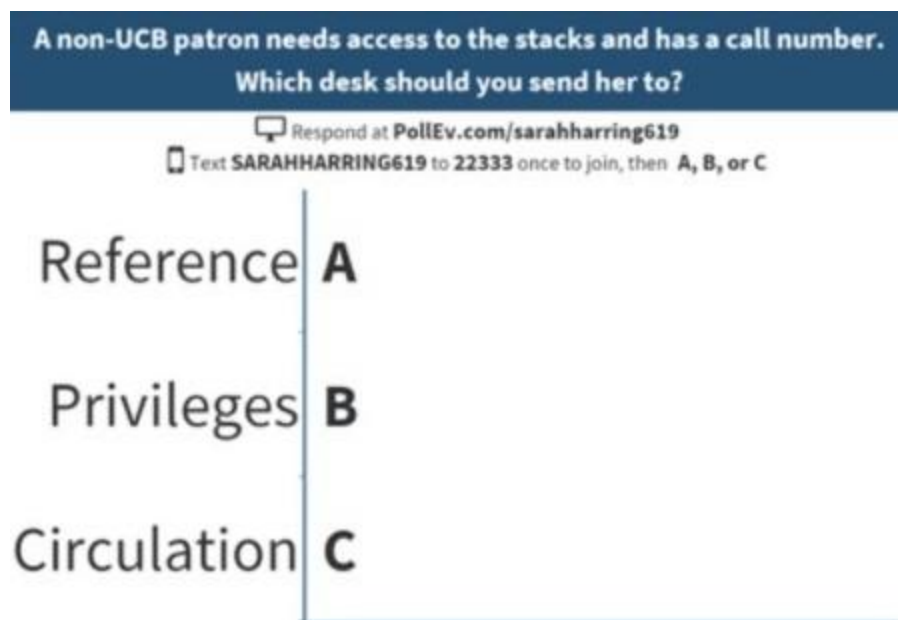 A non-UCB patron needs access to the stacks and has a call number.
Which desk should you send her to?
Respond at PollEv.com/sarahharring619
Text SARAHHARRING619 to 22333 once to join, then A, B, or C
Reference A
Privileges B
Circulation C